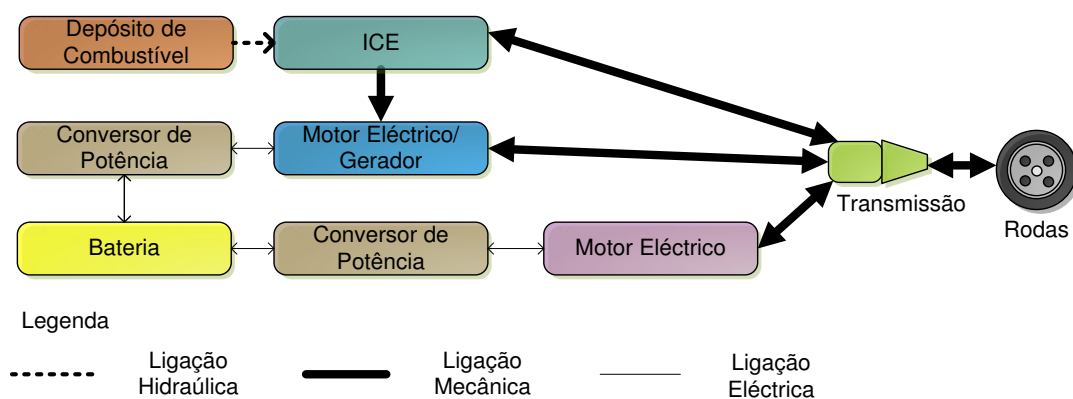 Depósito de
Combustível
ICE
Conversor de
Potência
Motor Eléctrico/
Gerador
Transmissão
Rodas
Bateria
Conversor de
Potência
Motor Eléctrico
Legenda
Ligação
Hidraúlica
Ligação
Mecânica
Ligação
Eléctrica